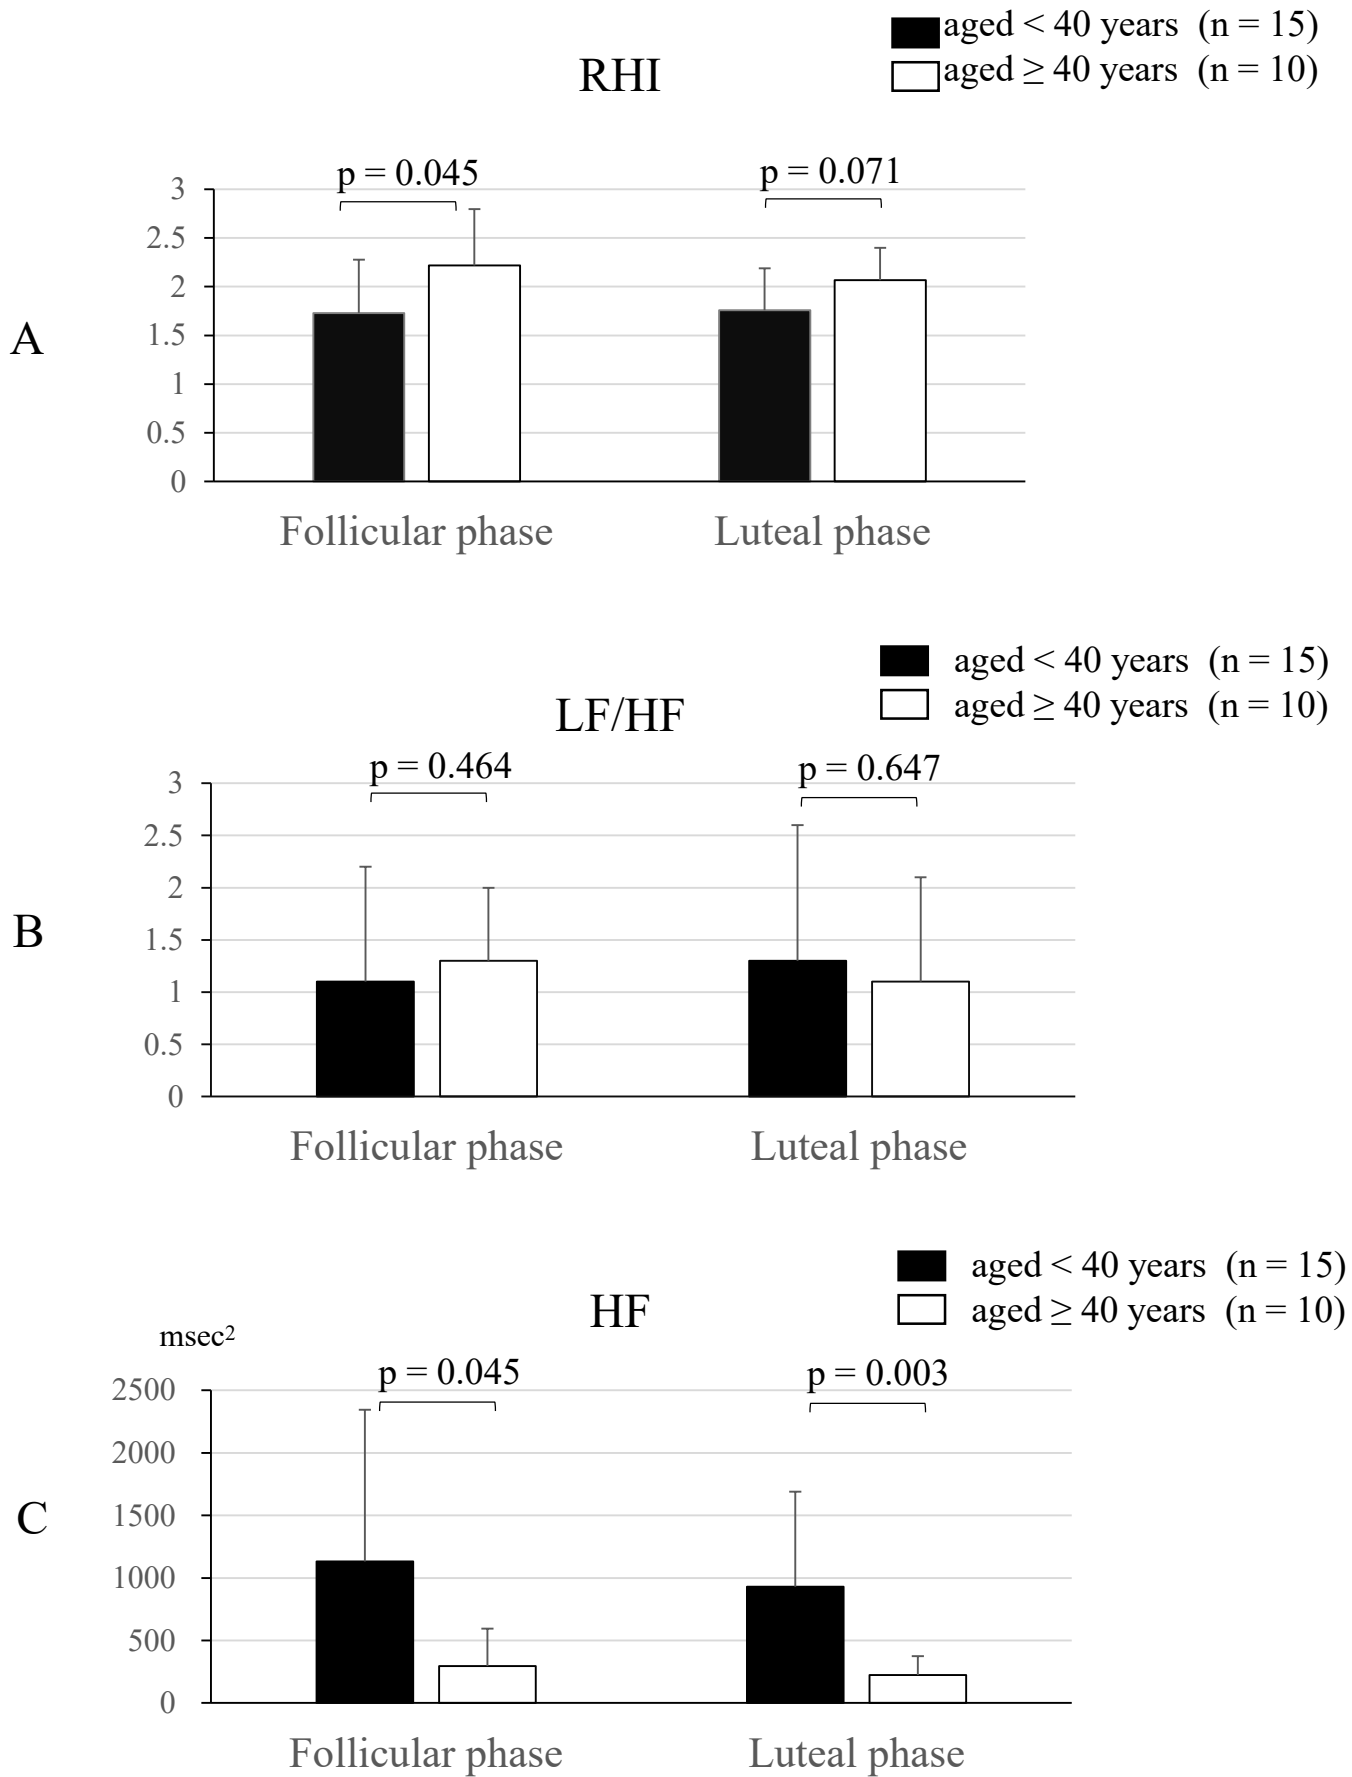 aged < 40 years (n = 15)
aged ≥ 40 years (n = 10)
RHI
p = 0.045
p = 0.071
3
2.5
2
1.5
1
0.5
0
A
Follicular phase
Luteal phase
aged < 40 years (n = 15)
aged ≥ 40 years (n = 10)
LF/HF
p = 0.464
p = 0.647
3
2.5
2
1.5
1
0.5
0
B
Follicular phase
Luteal phase
aged < 40 years (n = 15)
aged ≥ 40 years (n = 10)
HF
msec²
p = 0.045
p = 0.003
2500
2000
1500
1000
500
0
C
Follicular phase
Luteal phase